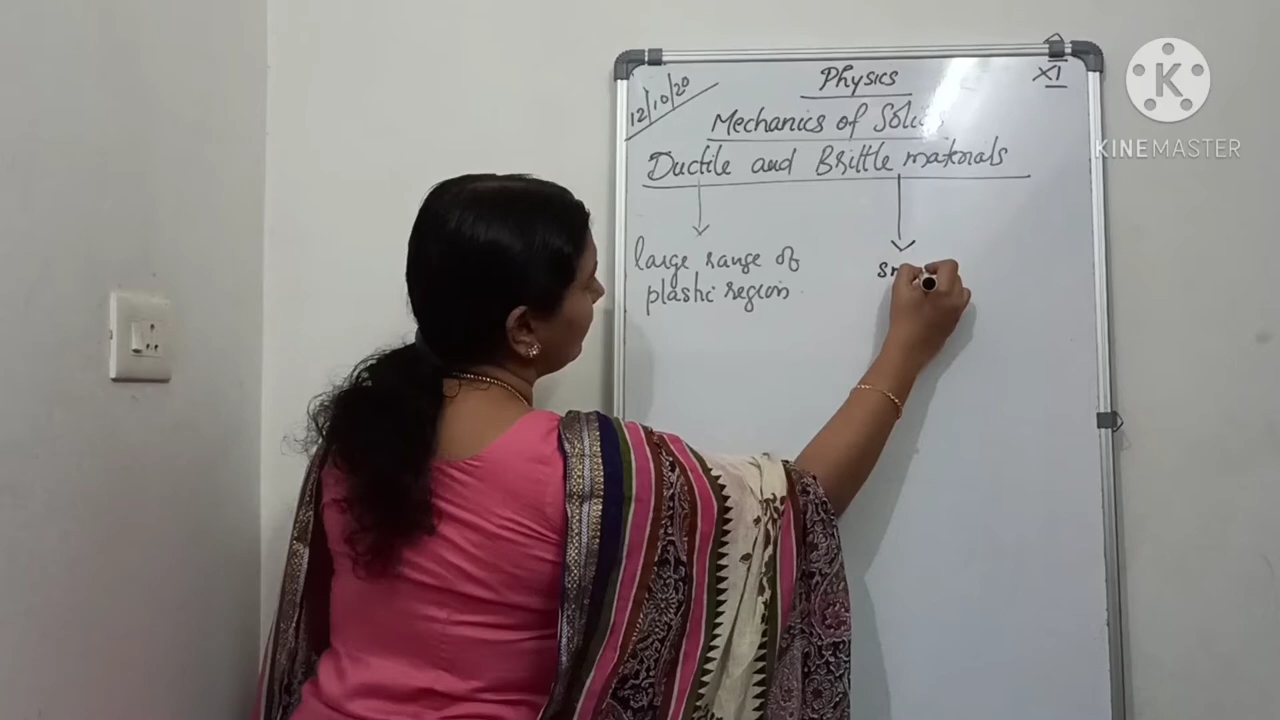 12/10/20
Physics
XI
Mechanics of Solids
Ductile and Brittle materials
large range of
plastic region
K
KINEMASTER